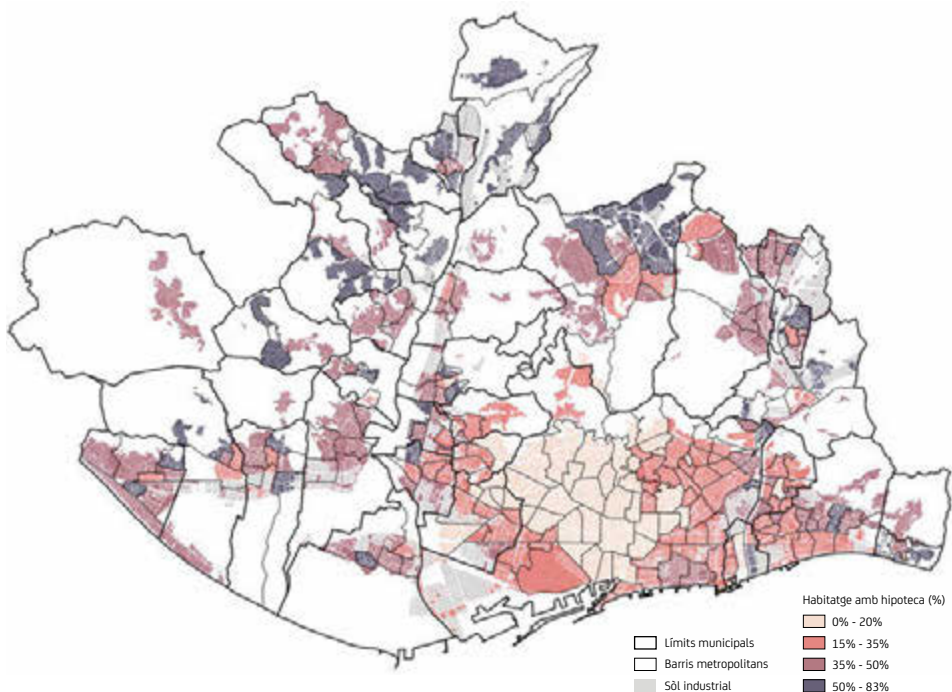 Límits municipals
Barris metropolitans
Sòl industrial
Habitatge amb hipoteca (%)
0% - 20%
15% - 35%
35% - 50%
50% - 83%